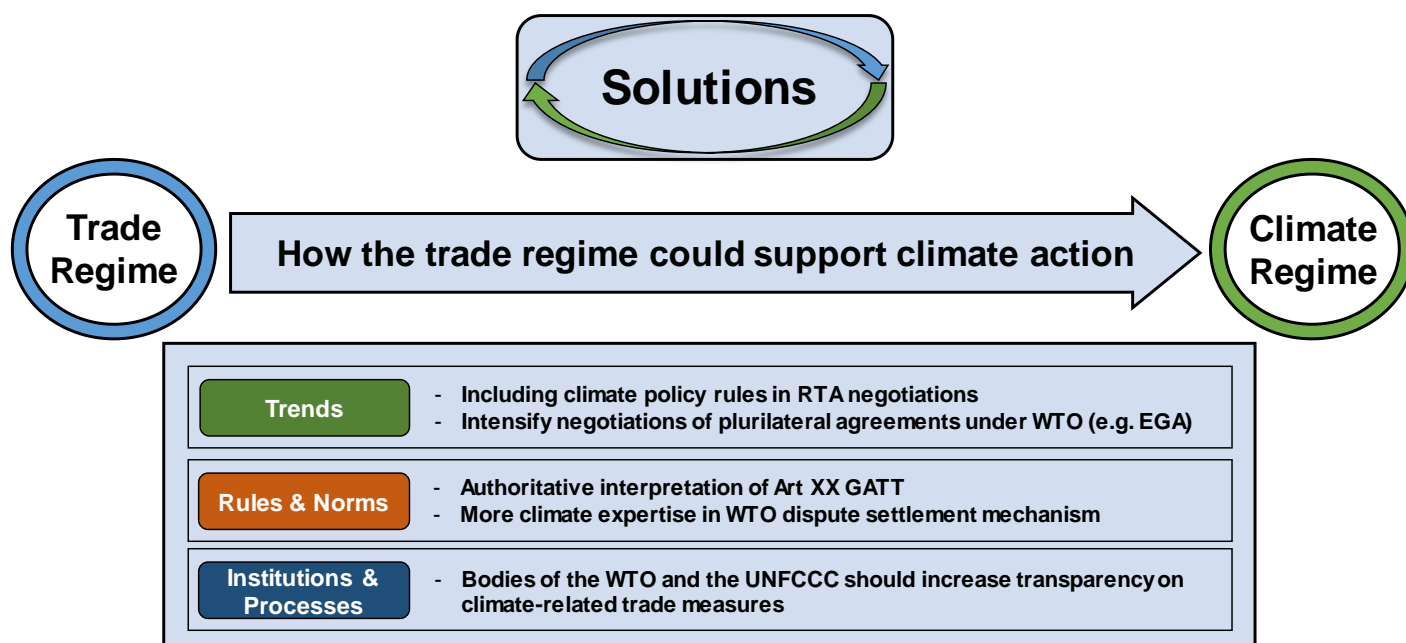 Solutions
Trade
Regime
How the trade regime could support climate action
Climate
Regime
Trends
- Including climate policy rules in RTA negotiations
- Intensify negotiations of plurilateral agreements under WTO (e.g. EGA)
Rules & Norms
- Authoritative interpretation of Art XX GATT
- More climate expertise in WTO dispute settlement mechanism
Institutions &
Processes
- Bodies of the WTO and the UNFCCC should increase transparency on
climate-related trade measures